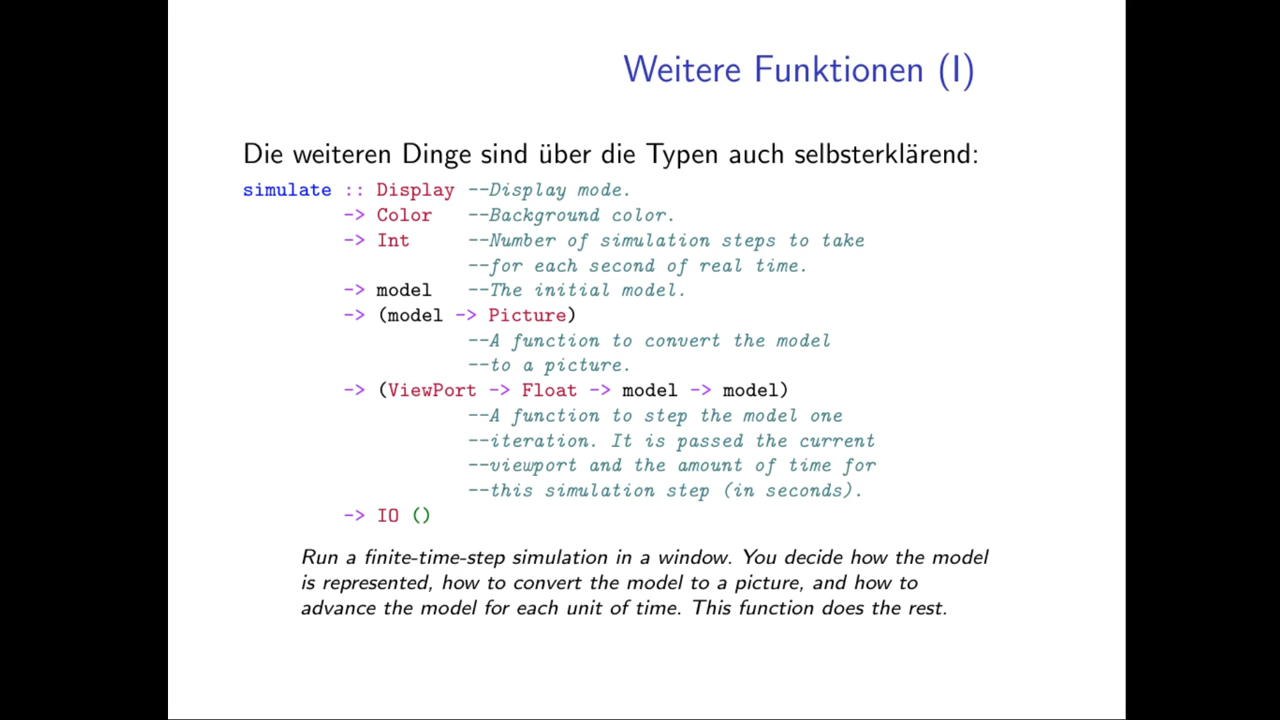 Weitere Funktionen (I)
Die weiteren Dinge sind über die Typen auch selbsterklärend:
simulate :: Display --Display mode.
-> Color --Background color.
-> Int --Number of simulation steps to take
--for each second of real time.
-> model --The initial model.
-> (model -> Picture)
--A function to convert the model
--to a picture.
-> (ViewPort -> Float -> model -> model)
--A function to step the model one
--iteration. It is passed the current
--viewport and the amount of time for
--this simulation step (in seconds).
-> IO ()
Run a finite-time-step simulation in a window. You decide how the model
is represented, how to convert the model to a picture, and how to
advance the model for each unit of time. This function does the rest.